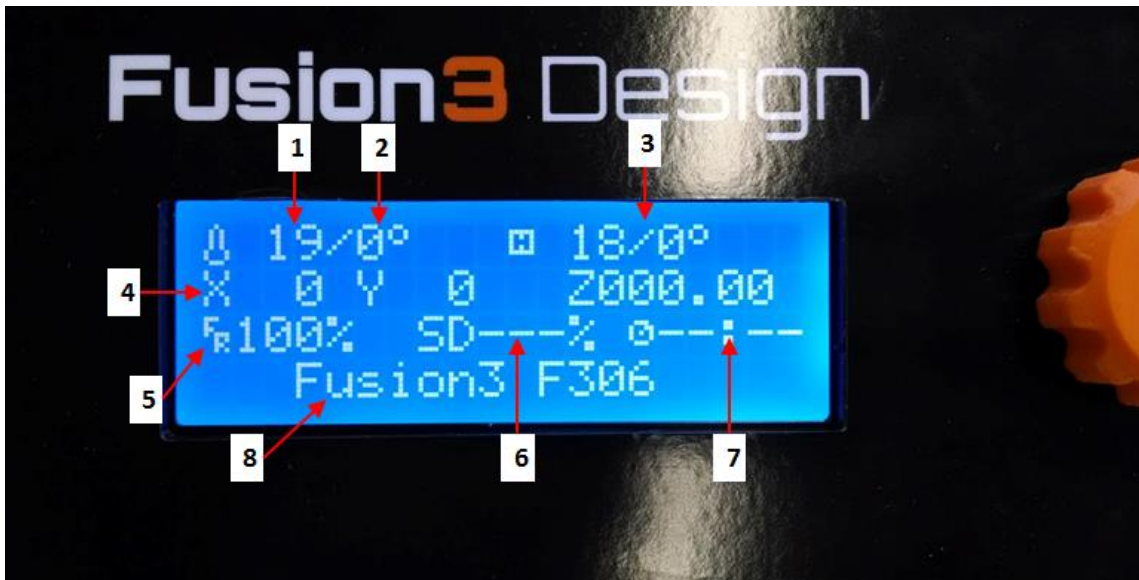 Fusion3 Design
1 2 3
19/0° 18/0°
4 X 0 Y 0 Z000.00
5 FR100% SD---% --:--
Fusion3 F306
8 6 7